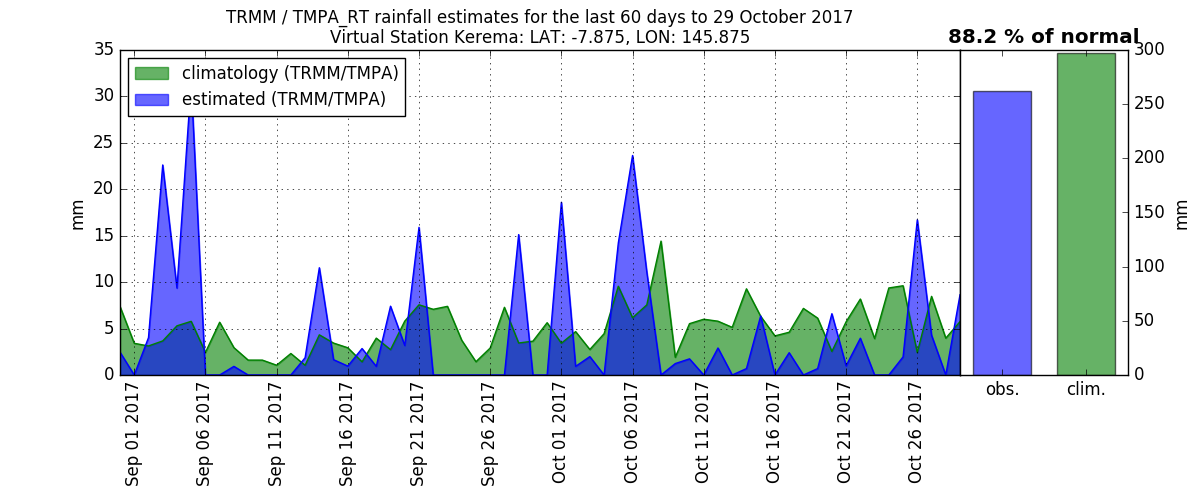 TRMM / TMPA_RT rainfall estimates for the last 60 days to 29 October 2017
Virtual Station Kerema: LAT: -7.875, LON: 145.875
88.2 % of normal
climatology (TRMM/TMPA)
estimated (TRMM/TMPA)
35
30
25
20
15
10
5
0
mm
Sep 01 2017
Sep 06 2017
Sep 11 2017
Sep 16 2017
Sep 21 2017
Sep 26 2017
Oct 01 2017
Oct 06 2017
Oct 11 2017
Oct 16 2017
Oct 21 2017
Oct 26 2017
obs.
clim.
300
250
200
150
100
50
0
mm